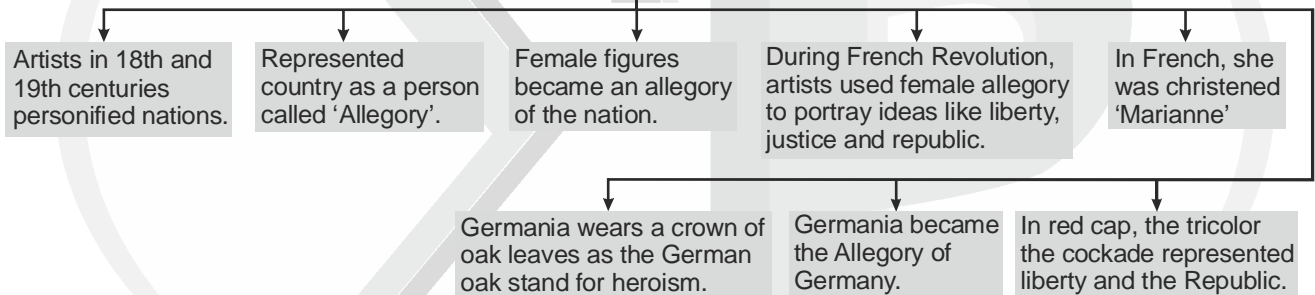 Artists in 18th and
19th centuries
personified nations.
Represented
country as a person
called ‘Allegory’.
Female figures
became an allegory
of the nation.
During French Revolution,
artists used female allegory
to portray ideas like liberty,
justice and republic.
In French, she
was christened
‘Marianne’
Germania wears a crown of
oak leaves as the German
oak stand for heroism.
Germania became
the Allegory of
Germany.
In red cap, the tricolor
the cockade represented
liberty and the Republic.